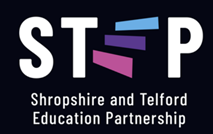 STEP
Shropshire and Telford
Education Partnership